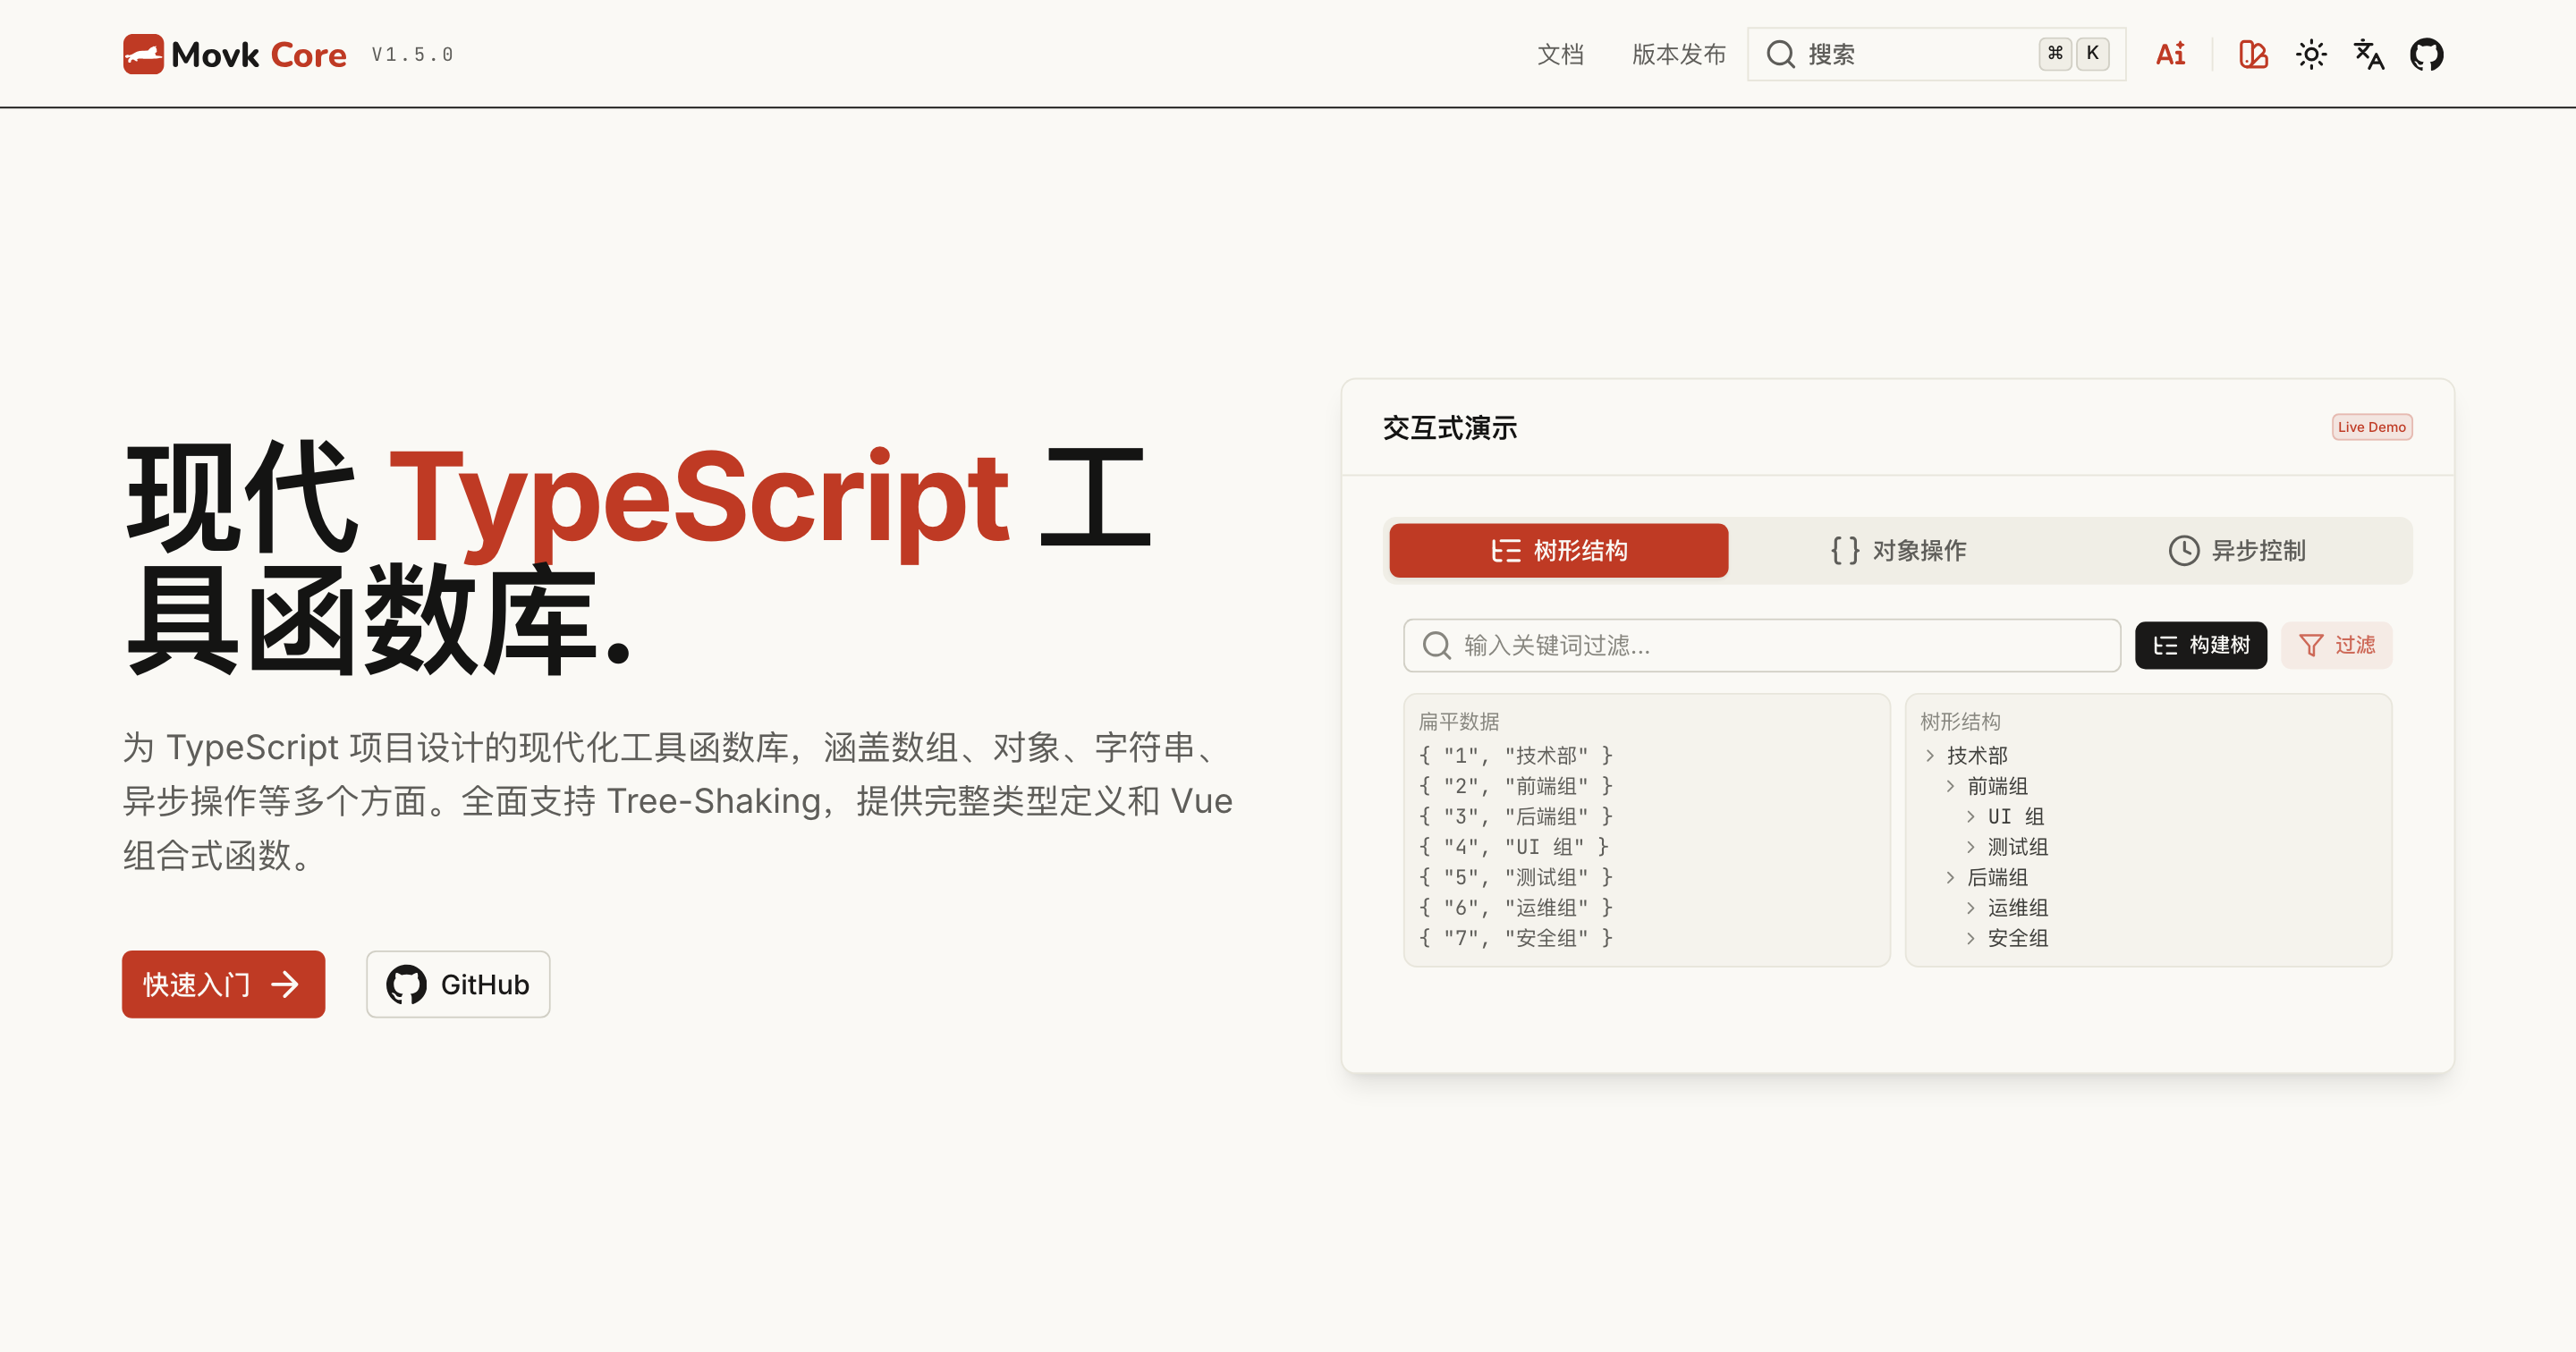 Movk Core V1.5.0
文档 版本发布 搜索 ⌘ K Ai
现代 TypeScript 工
具函数库.
为 TypeScript 项目设计的现代化工具函数库，涵盖数组、对象、字符串、
异步操作等多个方面。全面支持 Tree-Shaking，提供完整类型定义和 Vue
组合式函数。
快速入门 GitHub
交互式演示 Live Demo
树形结构 {} 对象操作 异步控制
输入关键词过滤... 构建树 过滤
扁平数据
{ "1", "技术部" }
{ "2", "前端组" }
{ "3", "后端组" }
{ "4", "UI 组" }
{ "5", "测试组" }
{ "6", "运维组" }
{ "7", "安全组" }
树形结构
技术部
前端组
UI 组
测试组
后端组
运维组
安全组